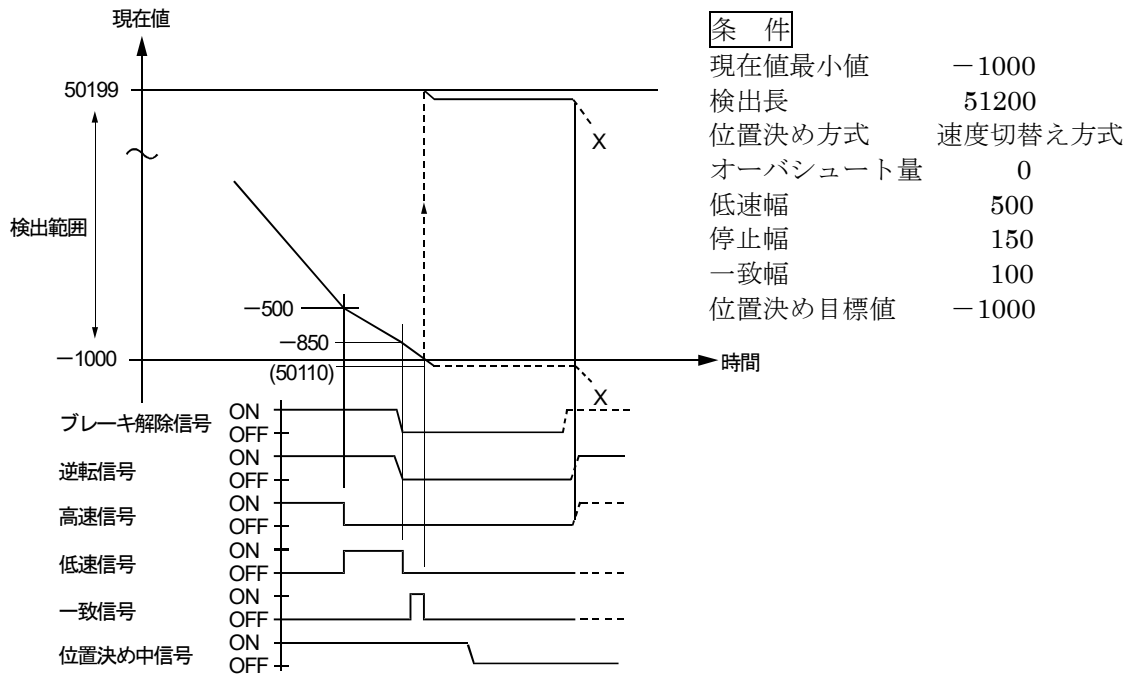 現在値
50199
検出範囲
X
－500
－850
－1000
(50110)
時間
X
ブレーキ解除信号 ON
OFF
逆転信号 ON
OFF
高速信号 ON
OFF
低速信号 ON
OFF
一致信号 ON
OFF
位置決め中信号 ON
OFF
条　件
現在値最小値　－1000
検出長　51200
位置決め方式　速度切替え方式
オーバシュート量　0
低速幅　500
停止幅　150
一致幅　100
位置決め目標値　－1000